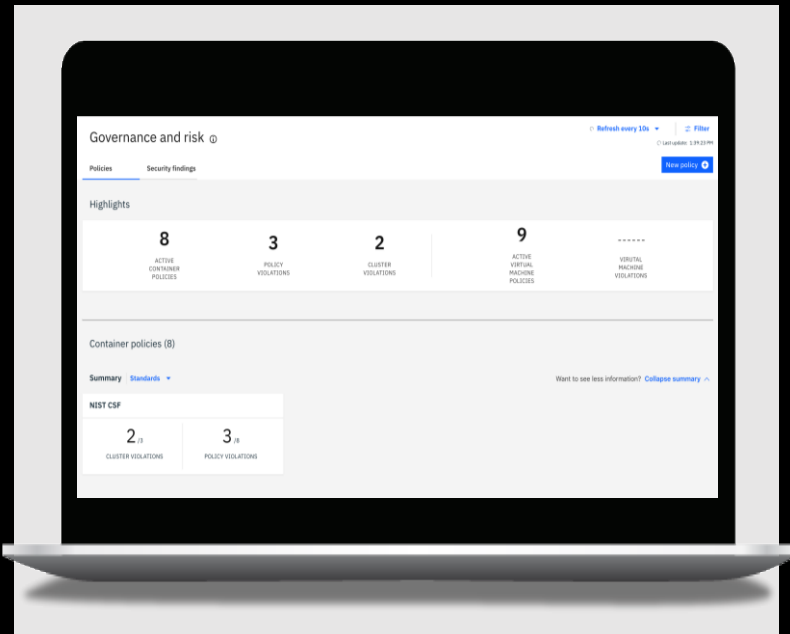 Governance and risk
Refresh every 10s
Filter
Last update: 1:39:23 PM
Policies
Security findings
New policy
Highlights
8
ACTIVE
CONTAINER
POLICIES
3
POLICY
VIOLATIONS
2
CLUSTER
VIOLATIONS
9
ACTIVE
VIRTUAL
MACHINE
POLICIES
------
VIRUTAL
MACHINE
VIOLATIONS
Container policies (8)
Summary
Standards
Want to see less information? Collapse summary
NIST CSF
2 /3
CLUSTER VIOLATIONS
3 /8
POLICY VIOLATIONS